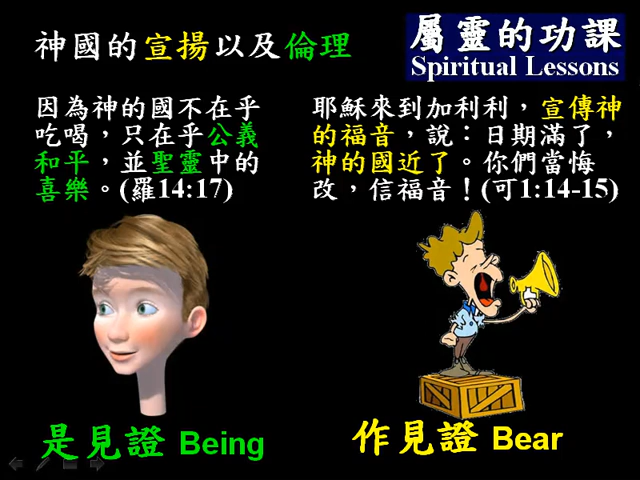 神國的宣揚以及倫理
屬靈的功課
Spiritual Lessons
因為神的國不在乎
吃喝，只在乎公義
和平，並聖靈中的
喜樂。(羅14:17)
耶穌來到加利利，宣傳神
的福音，說：日期滿了，
神的國近了。你們當悔
改，信福音！(可1:14-15)
是見證 Being
作見證 Bear